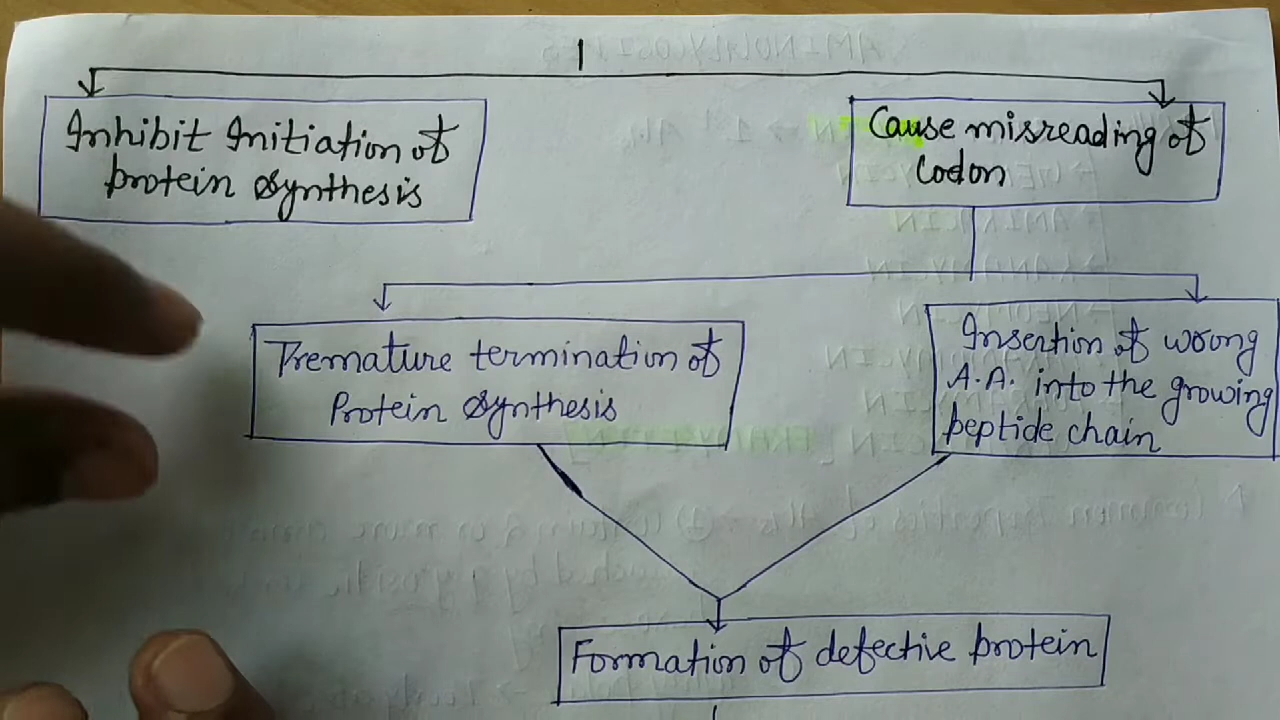 Inhibit Initiation of
protein synthesis
Cause misreading of
Codon
Premature termination of
Protein synthesis
Insertion of wrong
A.A. into the growing
peptide chain
Formation of defective protein